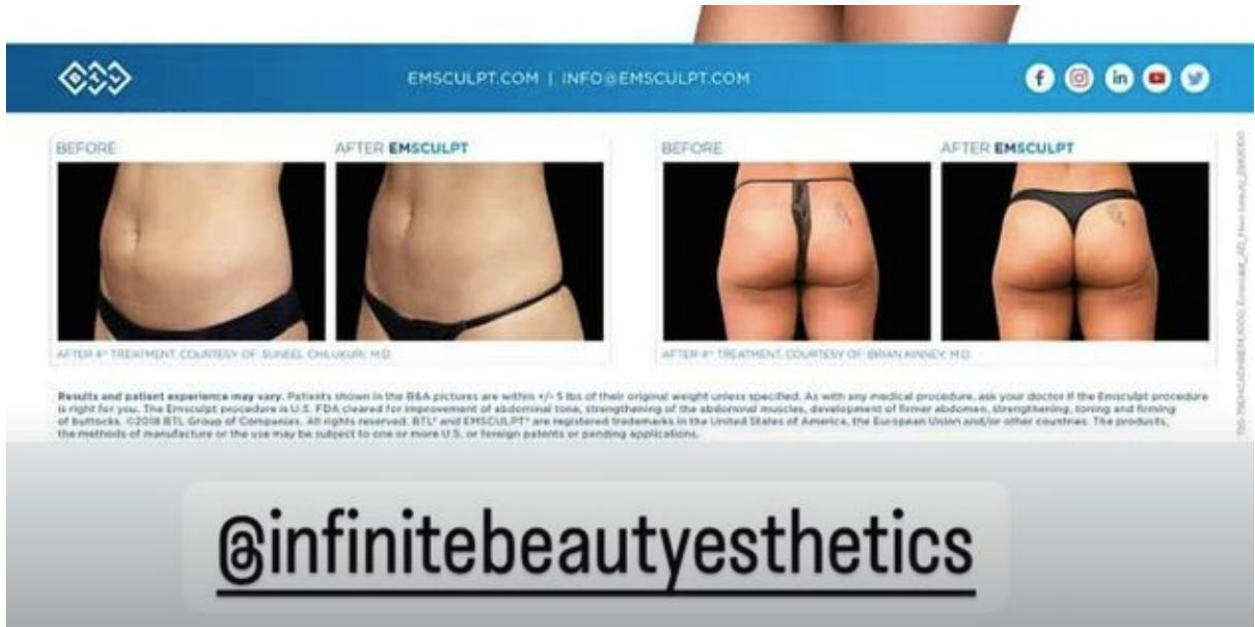 EMSCULPT.COM | INFO@EMSCULPT.COM
BEFORE
AFTER EMSCULPT
BEFORE
AFTER EMSCULPT
AFTER 4TH TREATMENT, COURTESY OF: SUNEEL CHILUKURI, M.D.
AFTER 4TH TREATMENT, COURTESY OF: BRIAN KINNEY, M.D.
Results and patient experience may vary. Patients shown in the B&A pictures are within +/- 5 lbs of their original weight unless specified. As with any medical procedure, ask your doctor if the Emsculpt procedure
is right for you. The Emsculpt procedure is U.S. FDA cleared for improvement of abdominal tone, strengthening of the abdominal muscles, development of firmer abdomen, strengthening, toning and firming
of buttocks. ©2018 BTL Group of Companies. All rights reserved. BTL® and EMSCULPT® are registered trademarks in the United States of America, the European Union and/or other countries. The products,
the methods of manufacture or the use may be subject to one or more U.S. or foreign patents or pending applications.
@infinitebeautyesthetics